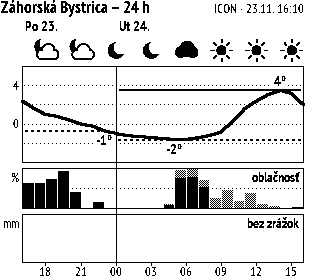 Záhorská Bystrica – 24 h
ICON · 23.11. 16:10
Po 23.
Ut 24.
4
4°
0
-1°
-2°
%
oblačnosť
mm
bez zrážok
18 21 00 03 06 09 12 15